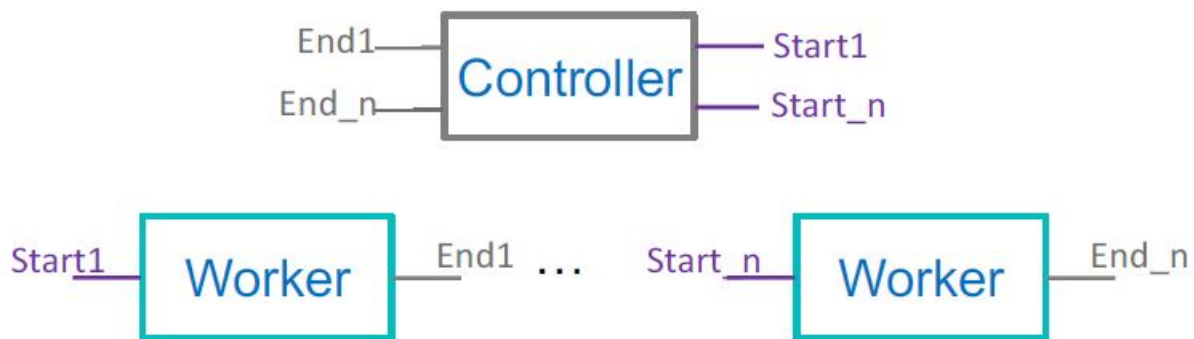 End1
Controller
Start1
End_n
Start_n
Start1
Worker
End1
...
Start_n
Worker
End_n